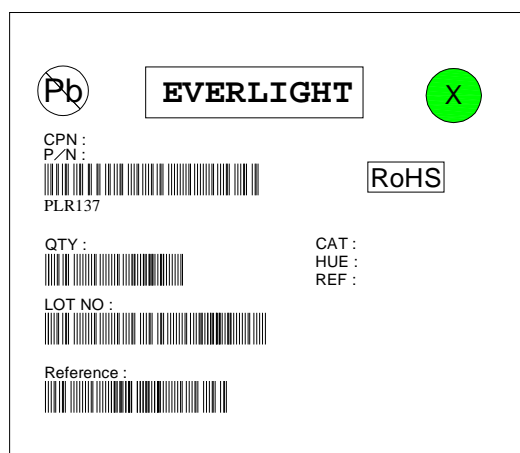 Pb
EVERLIGHT
X
CPN :
P/N :
RoHS
PLR137
QTY :
CAT :
HUE :
REF :
LOT NO :
Reference :